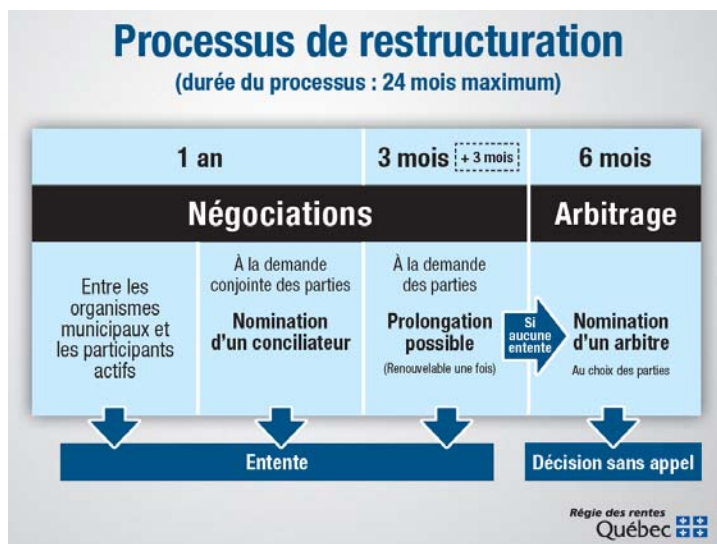 Processus de restructuration
(durée du processus : 24 mois maximum)
1 an
3 mois + 3 mois
6 mois
Négociations
Arbitrage
Entre les
organismes
municipaux et
les participants
actifs
À la demande
conjointe des parties
Nomination
d'un conciliateur
À la demande
des parties
Prolongation
possible
(Renouvelable une fois)
Si
aucune
entente
Nomination
d'un arbitre
Au choix des parties
Entente
Décision sans appel
Régie des rentes
Québec